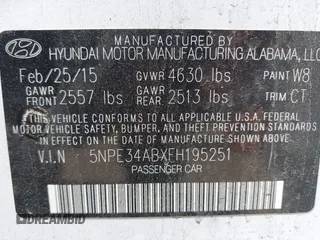 HYUNDAI MOTOR MANUFACTURING ALABAMA, LLC
Feb/25/15 GVWR 4630 lbs PAINT W8
GAWR FRONT 2557 lbs GAWR REAR 2513 lbs TRIM CT
THIS VEHICLE CONFORMS TO ALL APPLICABLE U.S.A. FEDERAL MOTOR VEHICLE
SAFETY, BUMPER, AND THEFT PREVENTION STANDARDS IN EFFECT ON
THE DATE OF MANUFACTURE SHOWN ABOVE.
V.I.N 5NPE34ABXFH195251
PASSENGER CAR
DREAMBID